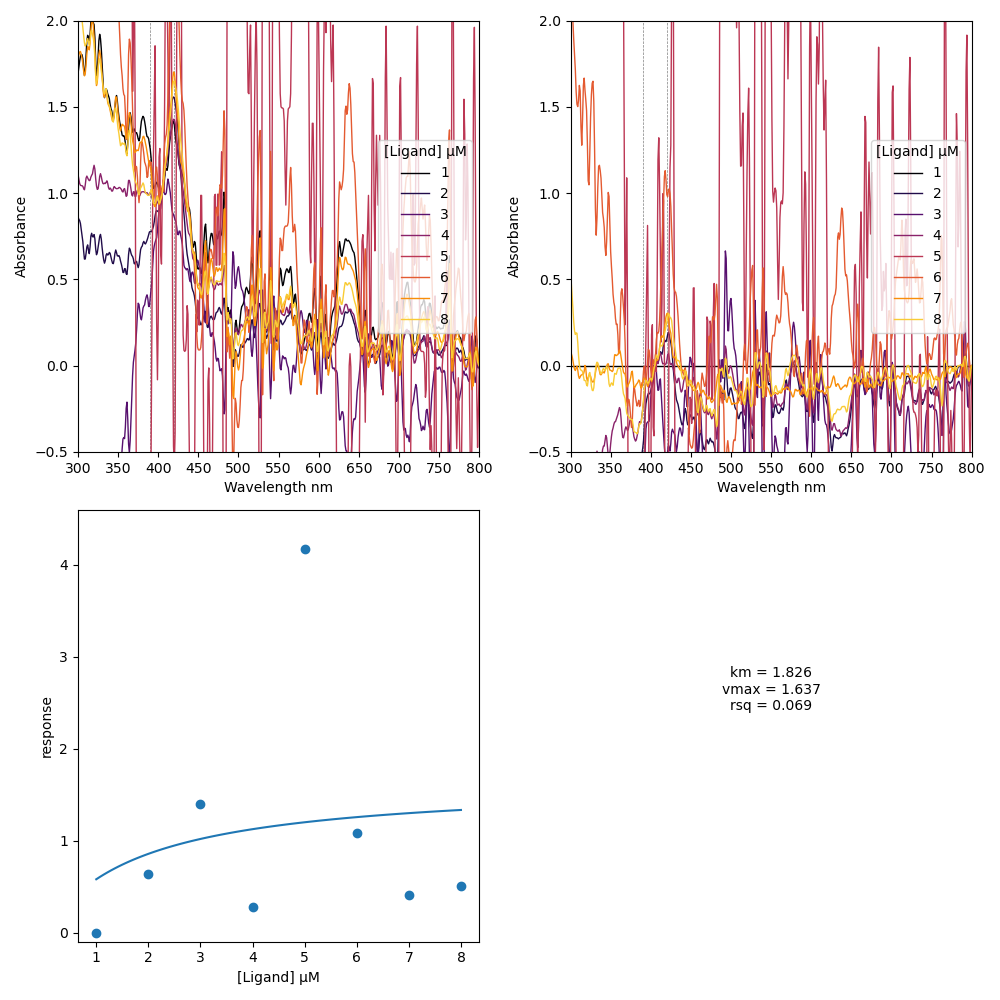 2.0
1.5
1.0
0.5
0.0
−0.5
Absorbance
300 350 400 450 500 550 600 650 700 750 800
Wavelength nm
[Ligand] μM
1
2
3
4
5
6
7
8
2.0
1.5
1.0
0.5
0.0
−0.5
Absorbance
300 350 400 450 500 550 600 650 700 750 800
Wavelength nm
[Ligand] μM
1
2
3
4
5
6
7
8
4
3
2
1
0
response
1 2 3 4 5 6 7 8
[Ligand] μM
km = 1.826
vmax = 1.637
rsq = 0.069